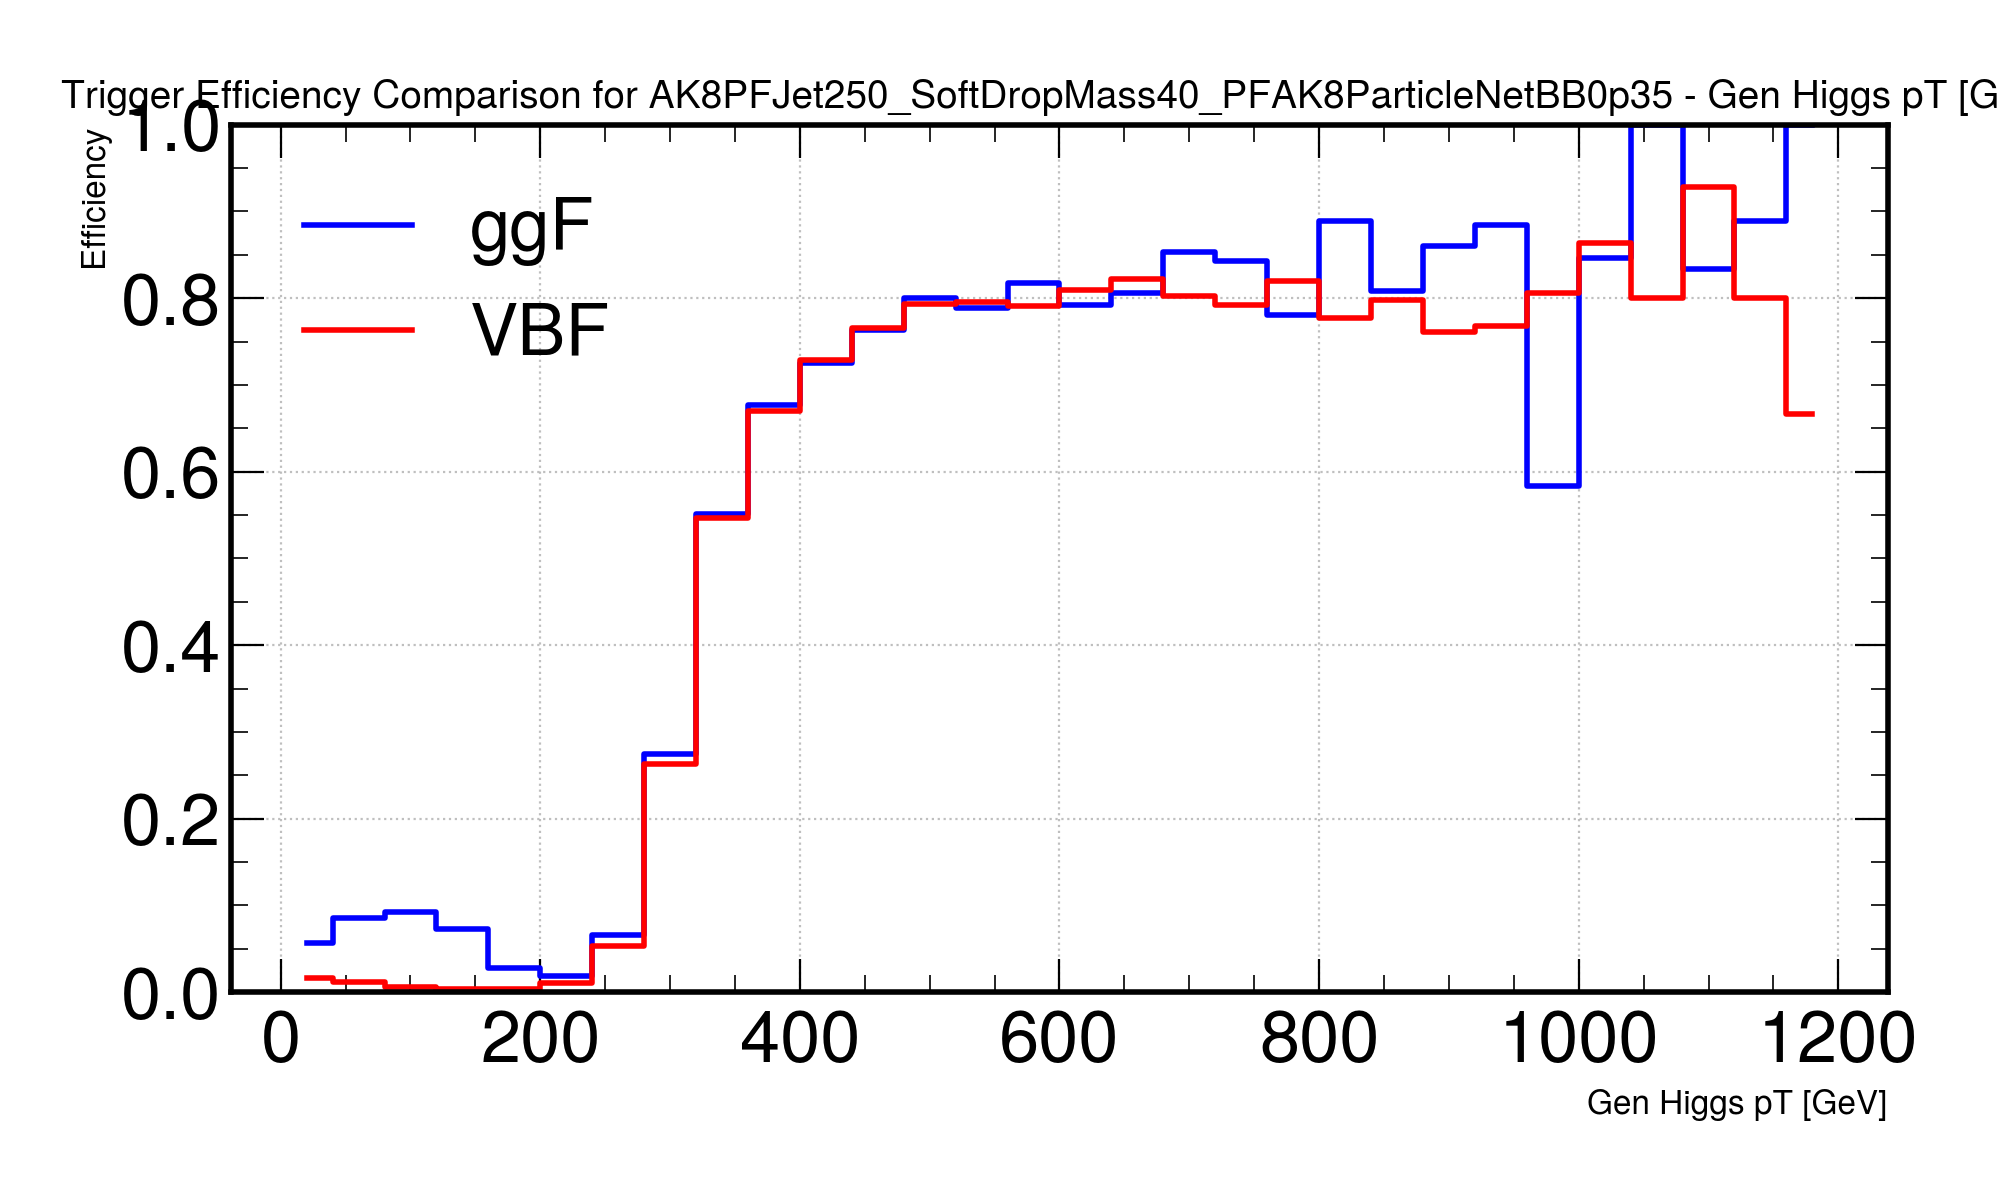 Trigger Efficiency Comparison for AK8PFJet250_SoftDropMass40_PFAK8ParticleNetBB0p35 - Gen Higgs pT [G
Efficiency
1.0
0.8
0.6
0.4
0.2
0.0
ggF
VBF
0 200 400 600 800 1000 1200
Gen Higgs pT [GeV]